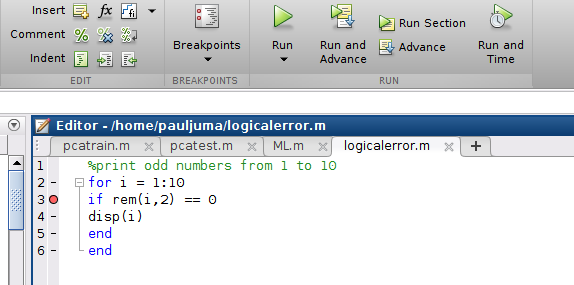 Insert fx fi
Comment % % %
Indent
Breakpoints
Run
Run and Advance
Run Section
Advance
Run and Time
EDIT
BREAKPOINTS
RUN
Editor - /home/pauljuma/logicalerror.m
pcatrain.m × pcatest.m × ML.m × logicalerror.m × +
1 %print odd numbers from 1 to 10
2 - for i = 1:10
3 if rem(i,2) == 0
4 - disp(i)
5 - end
6 - end